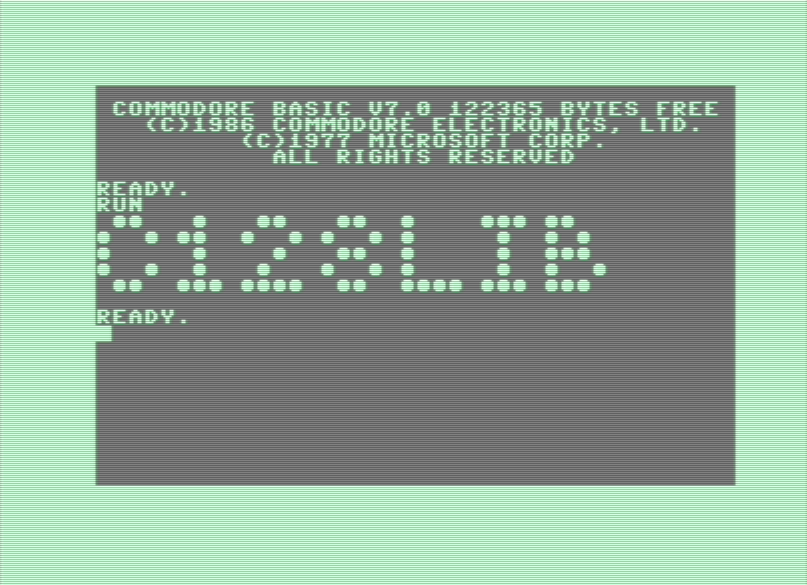 COMMODORE BASIC V7.0 122365 BYTES FREE
(C)1986 COMMODORE ELECTRONICS, LTD.
(C)1977 MICROSOFT CORP.
ALL RIGHTS RESERVED
READY.
RUN
C128LIB
READY.